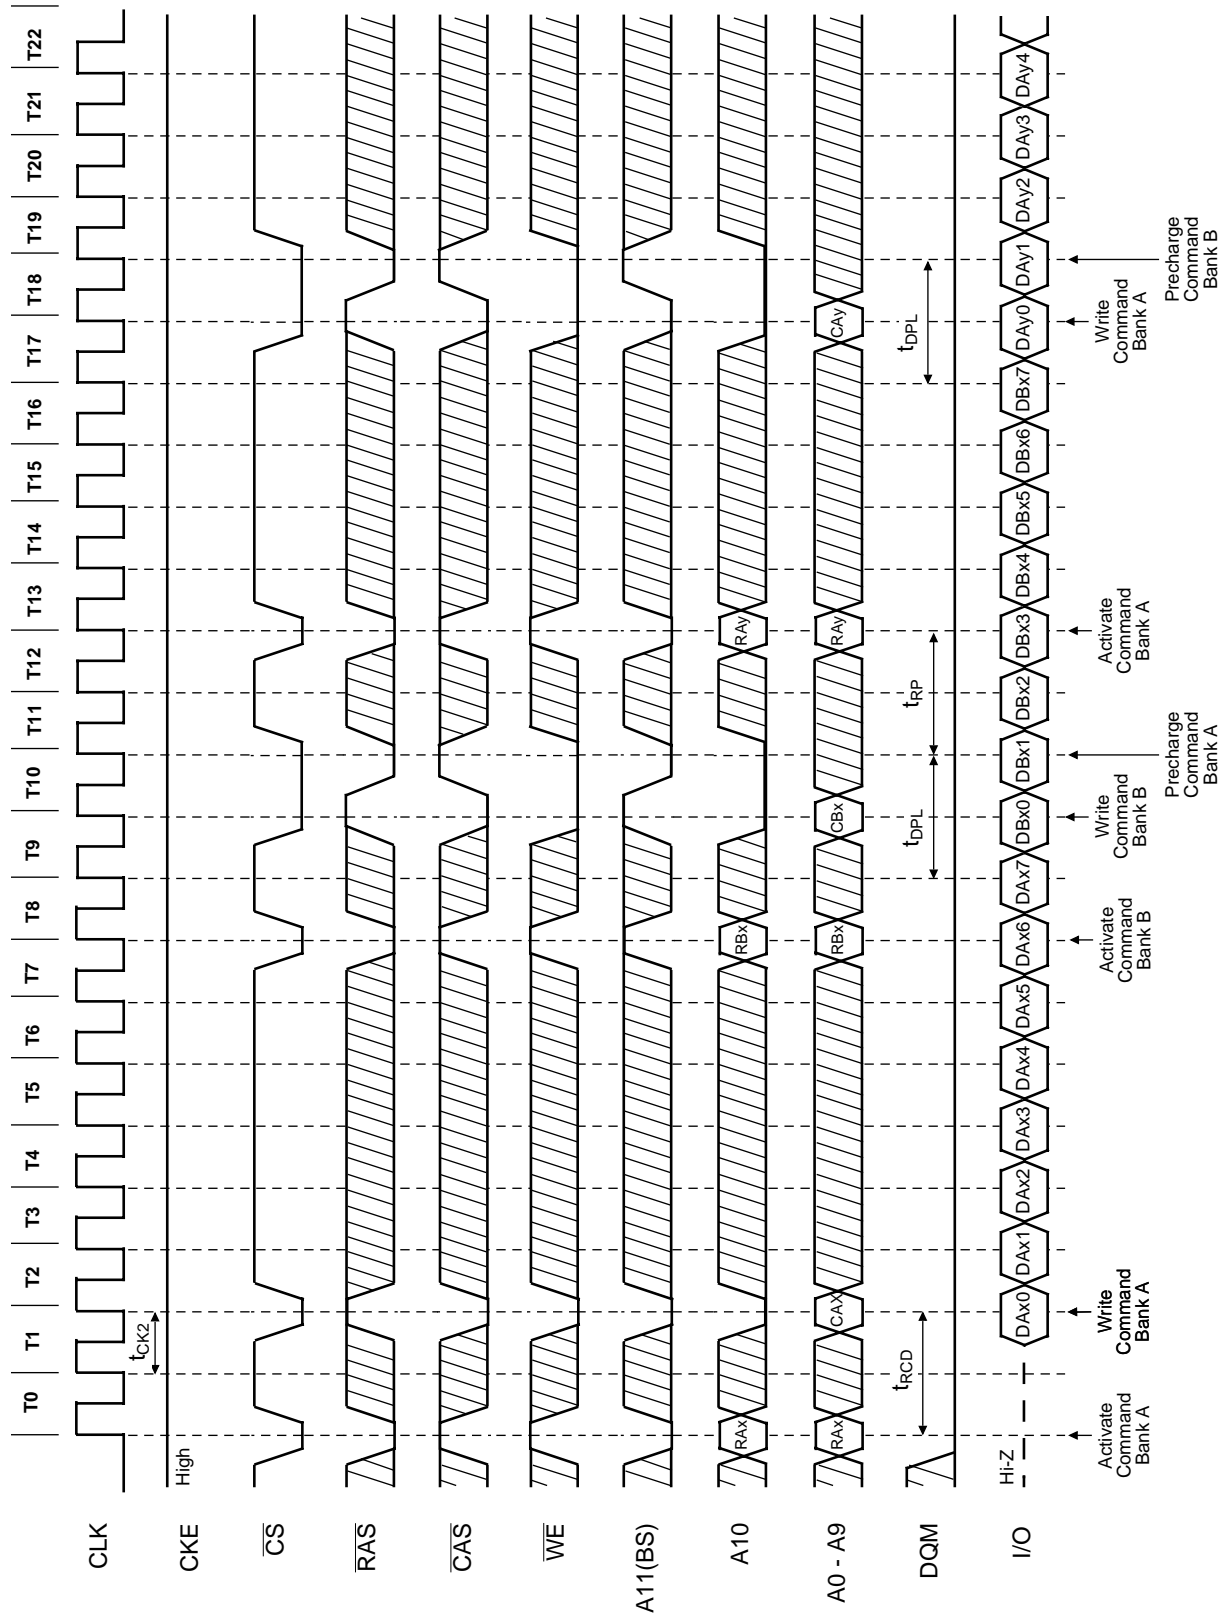 T0 T1 T2 T3 T4 T5 T6 T7 T8 T9 T10 T11 T12 T13 T14 T15 T16 T17 T18 T19 T20 T21 T22
CLK
tCK2
CKE
High
CS
RAS
CAS
WE
A11(BS)
A10
RAx RBx RAy
A0 - A9
RAx CAX RBx CBx RAy CAy
DQM
tRCD tDPL tRP tDPL
I/O
Hi-Z
DAx0 DAx1 DAx2 DAx3 DAx4 DAx5 DAx6 DAx7 DBx0 DBx1 DBx2 DBx3 DBx4 DBx5 DBx6 DBx7 DAy0 DAy1 DAy2 DAy3 DAy4
Activate
Command
Bank A
Write
Command
Bank A
Activate
Command
Bank B
Write
Command
Bank B
Precharge
Command
Bank A
Activate
Command
Bank A
Write
Command
Bank A
Precharge
Command
Bank B